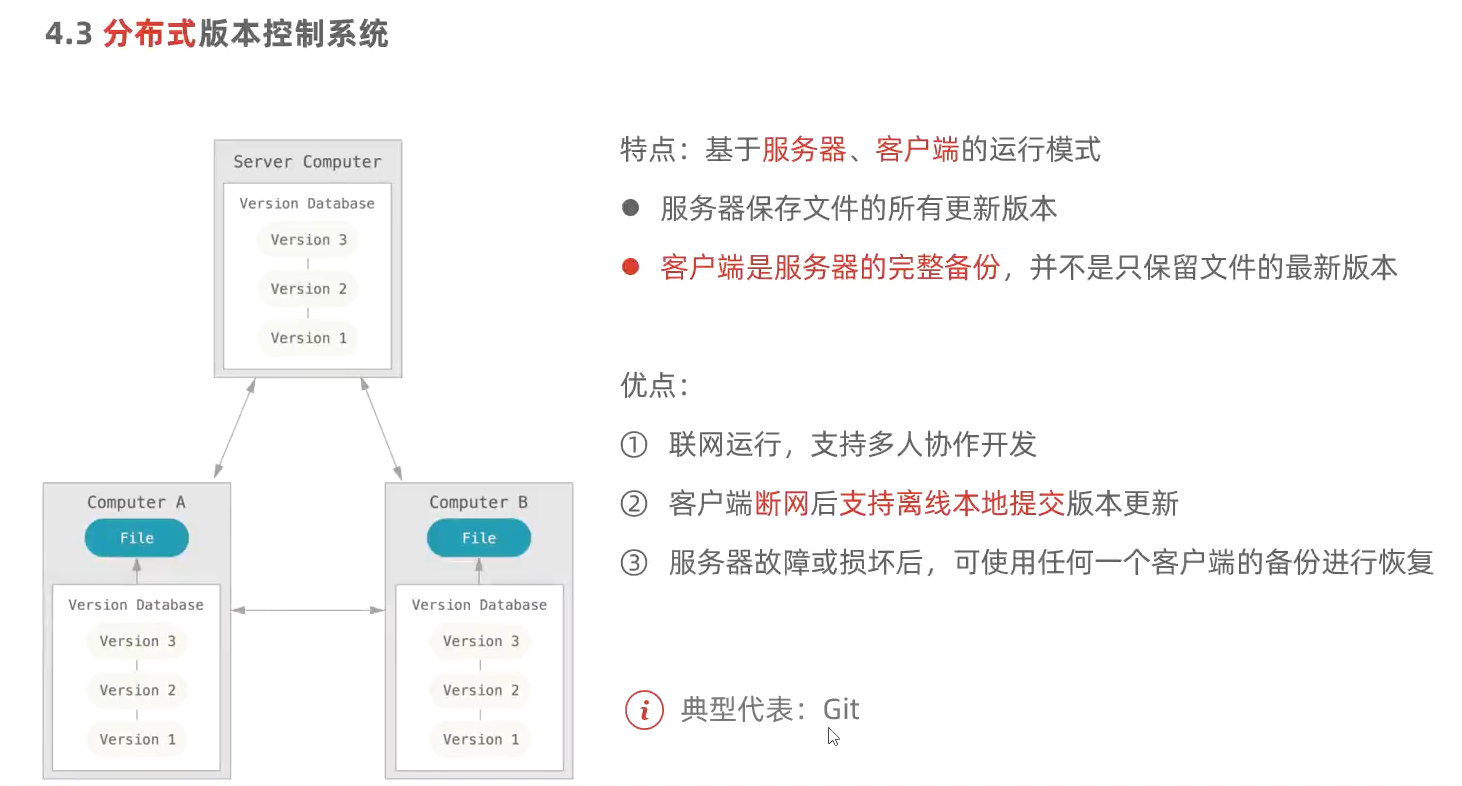 4.3 分布式版本控制系统
Server Computer
Version Database
Version 3
Version 2
Version 1
Computer A
File
Version Database
Version 3
Version 2
Version 1
Computer B
File
Version Database
Version 3
Version 2
Version 1
特点：基于服务器、客户端的运行模式
● 服务器保存文件的所有更新版本
● 客户端是服务器的完整备份，并不是只保留文件的最新版本
优点：
① 联网运行，支持多人协作开发
② 客户端断网后支持离线本地提交版本更新
③ 服务器故障或损坏后，可使用任何一个客户端的备份进行恢复
i 典型代表：Git